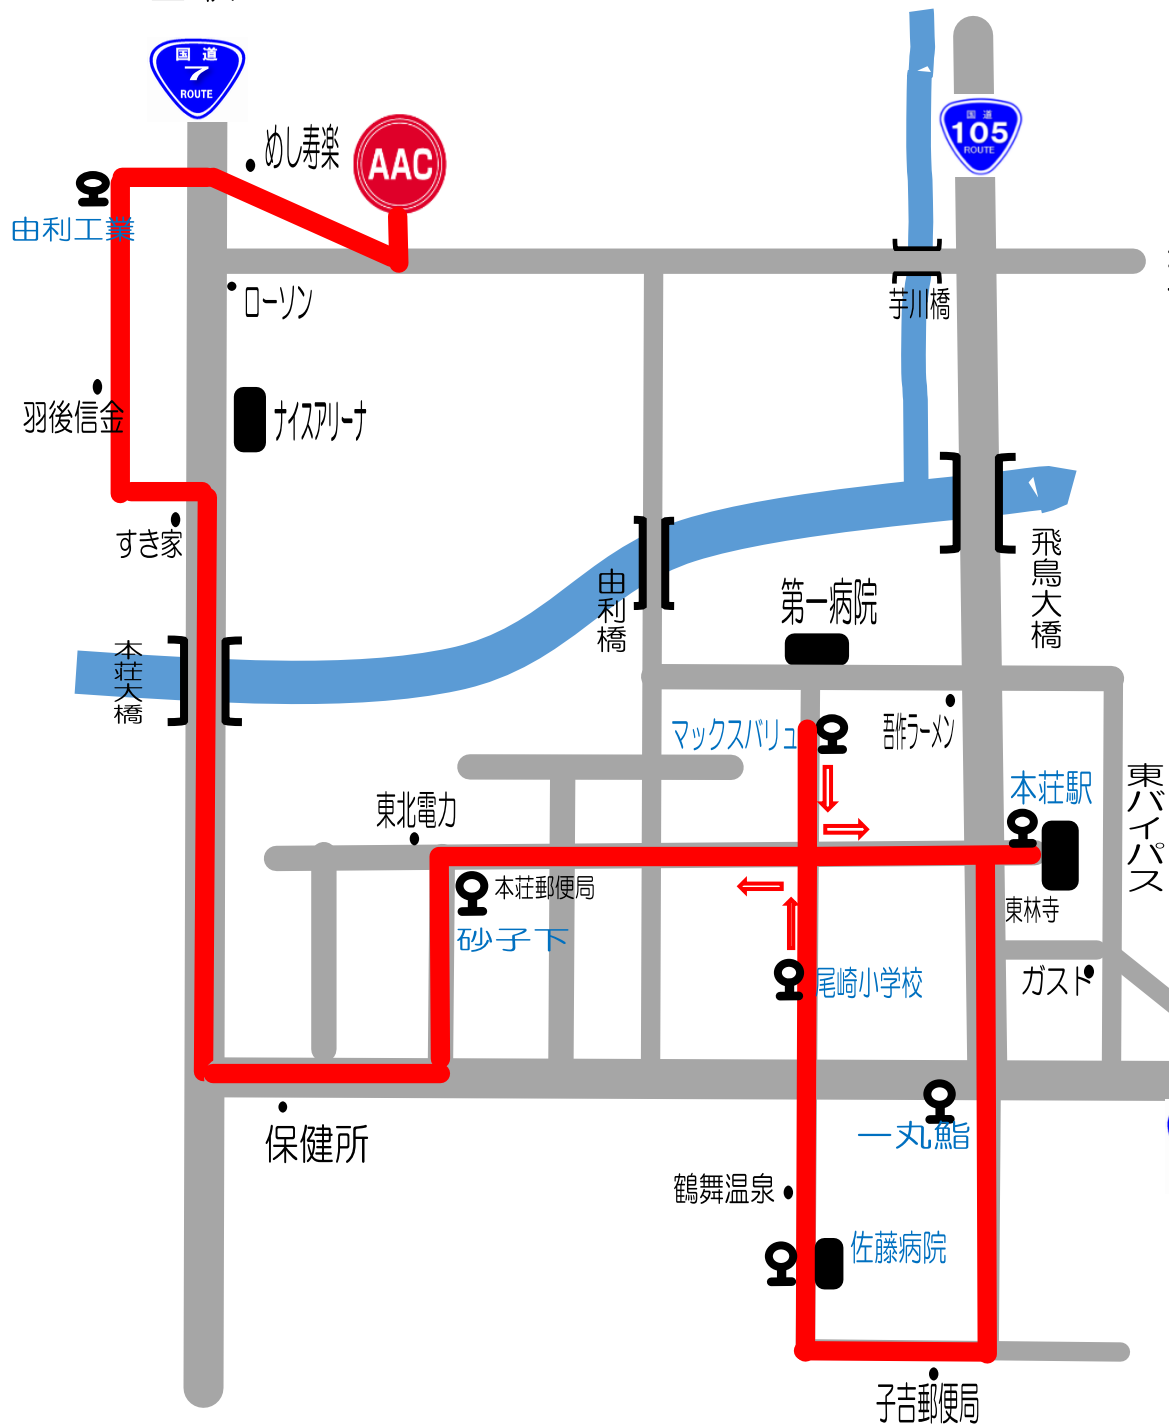 国道
7
ROUTE
めし寿楽
AAC
国道
105
ROUTE
由利工業
ローソン
芋川橋
羽後信金
ナイスアリーナ
すき家
飛鳥大橋
由利橋
第一病院
本荘大橋
マックスバリュ
吾作ラーメン
東バイパス
本荘駅
東北電力
本荘郵便局
東林寺
砂子下
尾崎小学校
ガスト
一丸鮨
保健所
鶴舞温泉
佐藤病院
子吉郵便局